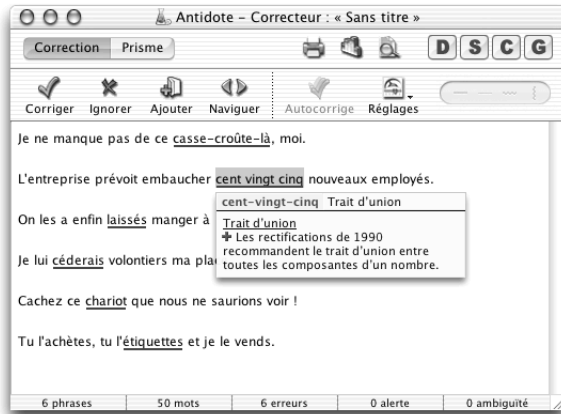 Antidote – Correcteur : « Sans titre »
Correction Prisme D S C G
Corriger Ignorer Ajouter Naviguer Autocorrige Réglages
Je ne manque pas de ce casse-croûte-là, moi.
L'entreprise prévoit embaucher cent vingt cinq nouveaux employés.
cent-vingt-cinq Trait d'union
On les a enfin laissés manger à
Trait d'union
✚ Les rectifications de 1990
recommandent le trait d'union entre
toutes les composantes d'un nombre.
Je lui céderais volontiers ma pla
Cachez ce chariot que nous ne saurions voir !
Tu l'achètes, tu l'étiquettes et je le vends.
6 phrases 50 mots 6 erreurs 0 alerte 0 ambiguïté